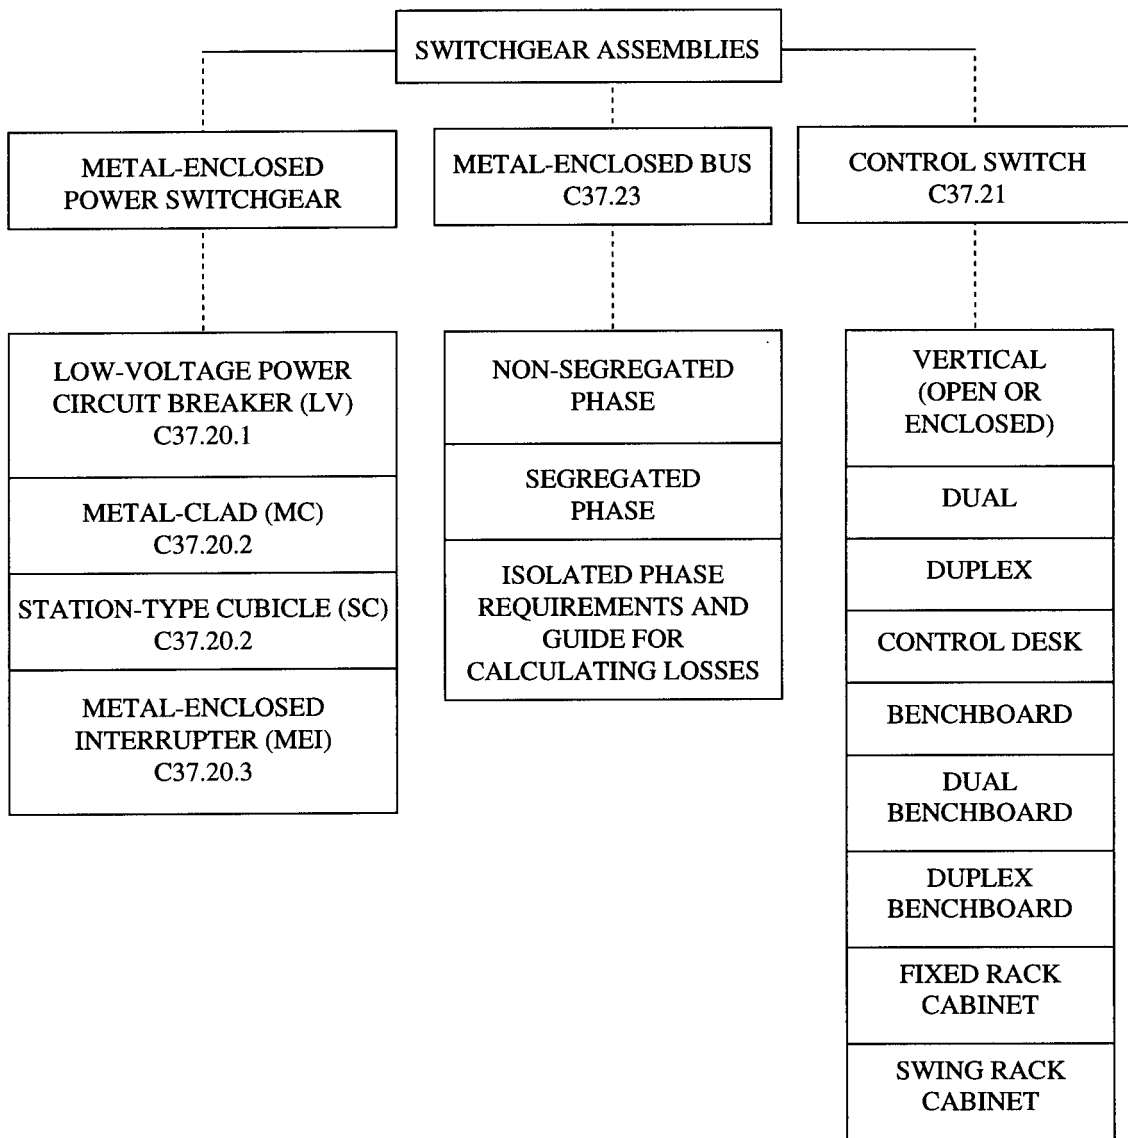 SWITCHGEAR ASSEMBLIES
METAL-ENCLOSED
POWER SWITCHGEAR
METAL-ENCLOSED BUS
C37.23
CONTROL SWITCH
C37.21
LOW-VOLTAGE POWER
CIRCUIT BREAKER (LV)
C37.20.1
METAL-CLAD (MC)
C37.20.2
STATION-TYPE CUBICLE (SC)
C37.20.2
METAL-ENCLOSED
INTERRUPTER (MEI)
C37.20.3
NON-SEGREGATED
PHASE
SEGREGATED
PHASE
ISOLATED PHASE
REQUIREMENTS AND
GUIDE FOR
CALCULATING LOSSES
VERTICAL
(OPEN OR
ENCLOSED)
DUAL
DUPLEX
CONTROL DESK
BENCHBOARD
DUAL
BENCHBOARD
DUPLEX
BENCHBOARD
FIXED RACK
CABINET
SWING RACK
CABINET